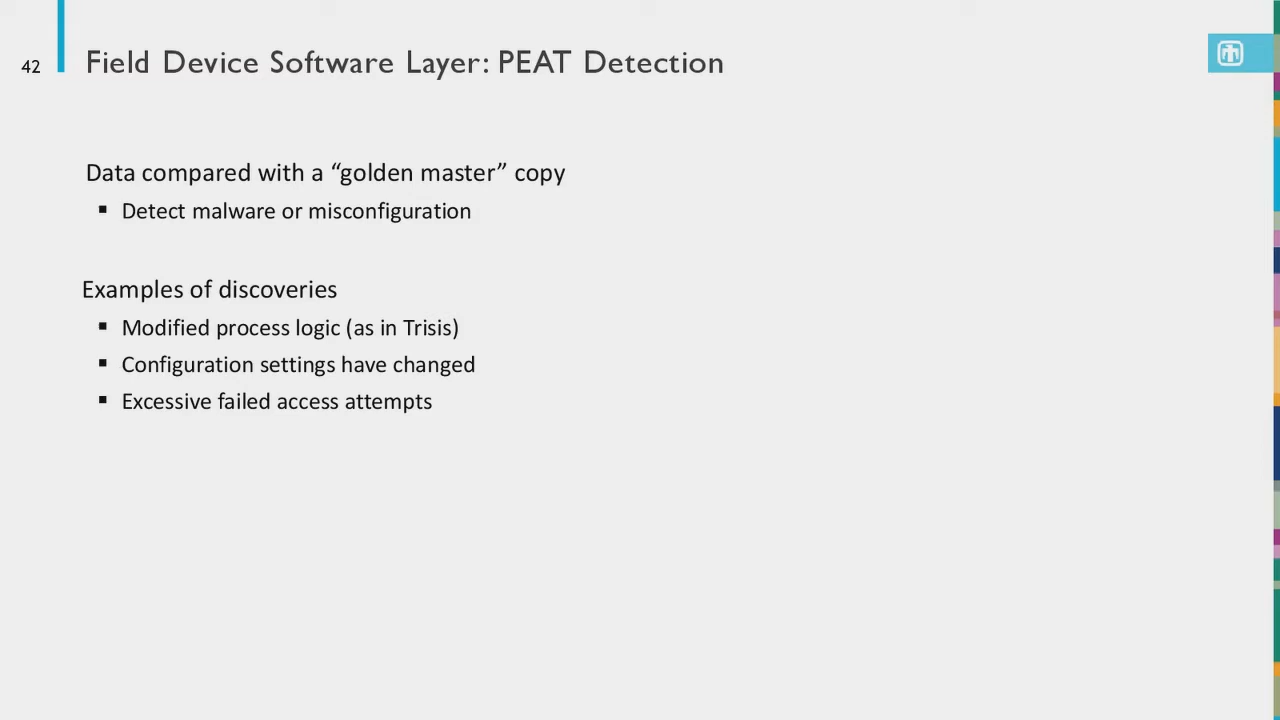 42
Field Device Software Layer: PEAT Detection
Data compared with a “golden master” copy
▪ Detect malware or misconfiguration
Examples of discoveries
▪ Modified process logic (as in Trisis)
▪ Configuration settings have changed
▪ Excessive failed access attempts